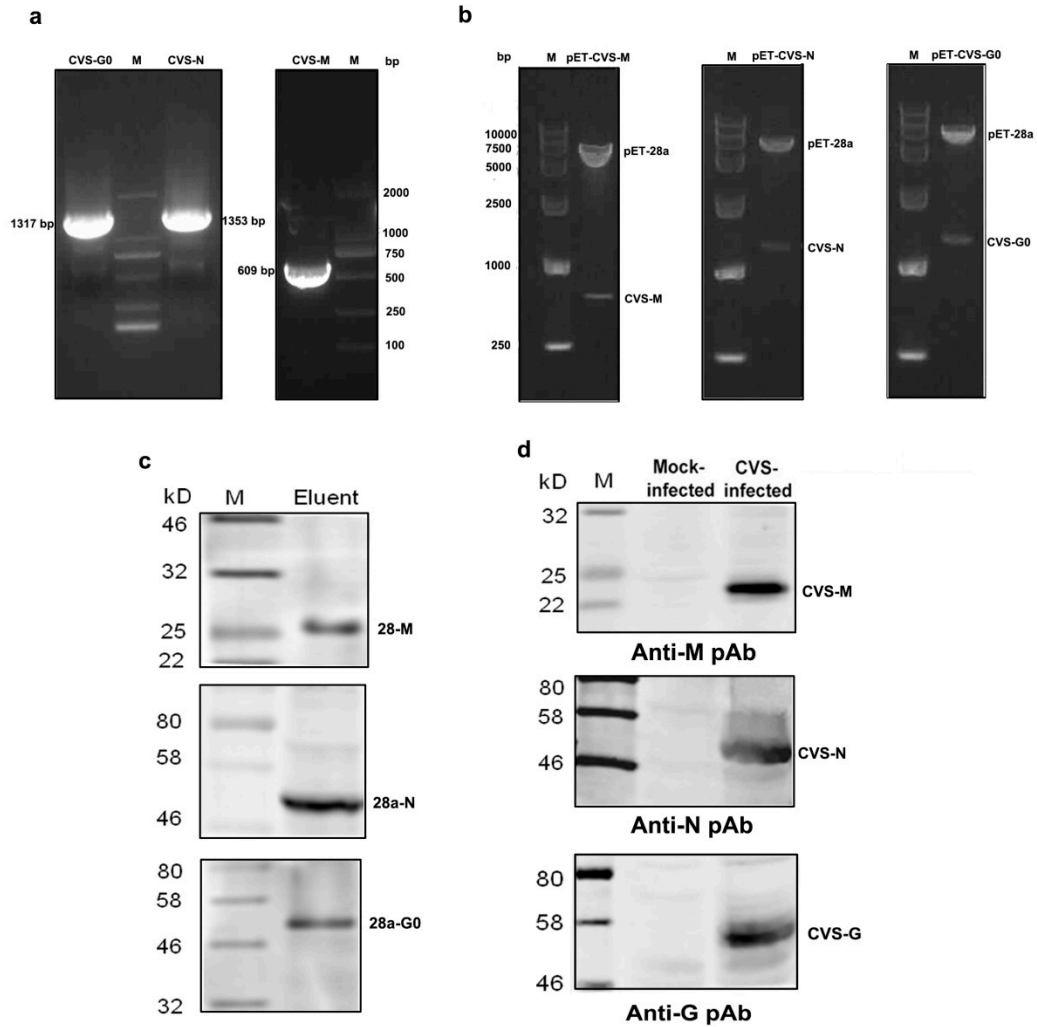 a
CVS-G0 M CVS-N
CVS-M M bp
1317 bp
1353 bp
609 bp
2000
1000
750
500
250
100
b
bp M pET-CVS-M
M pET-CVS-N
M pET-CVS-G0
10000
7500
5000
2500
1000
250
pET-28a
CVS-M
pET-28a
CVS-N
pET-28a
CVS-G0
c
kD M Eluent
46
32
25
22
28-M
80
58
46
28a-N
80
58
46
32
28a-G0
d
kD M Mock-infected CVS-infected
32
25
22
CVS-M
Anti-M pAb
80
58
46
CVS-N
Anti-N pAb
80
58
46
CVS-G
Anti-G pAb